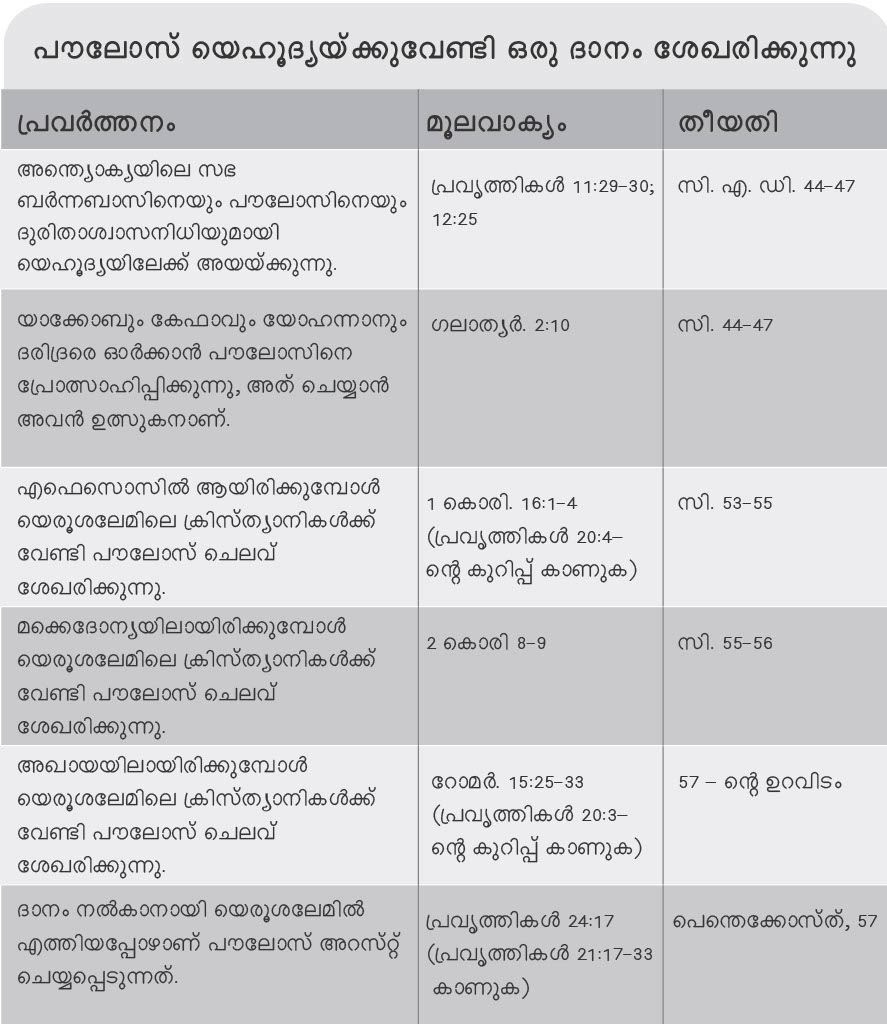 പൗലോസ് യെഹൂദ്യയ്ക്കുവേണ്ടി ഒരു ദാനം ശേഖരിക്കുന്നു
പ്രവർത്തനം മൂലവാക്യം തീയതി
അന്ത്യൊക്യയിലെ സഭ
ബർന്നബാസിനെയും പൗലോസിനെയും
ദുരിതാശ്വാസനിധിയുമായി
യെഹൂദ്യയിലേക്ക് അയയ്ക്കുന്നു.
പ്രവൃത്തികൾ 11:29-30;
12:25
സി. എ. ഡി. 44-47
യാക്കോബും കേഫാവും യോഹന്നാനും
ദരിദ്രരെ ഓർക്കാൻ പൗലോസിനെ
പ്രോത്സാഹിപ്പിക്കുന്നു, അത് ചെയ്യാൻ
അവൻ ഉത്സുകനാണ്.
ഗലാത്യർ. 2:10
സി. 44-47
എഫെസൊസിൽ ആയിരിക്കുമ്പോൾ
യെരൂശലേമിലെ ക്രിസ്ത്യാനികൾക്ക്
വേണ്ടി പൗലോസ് ചെലവ്
ശേഖരിക്കുന്നു.
1 കൊരി. 16:1-4
(പ്രവൃത്തികൾ 20:4–
ന്റെ കുറിപ്പ് കാണുക)
സി. 53-55
മക്കെദോന്യയിലായിരിക്കുമ്പോൾ
യെരൂശലേമിലെ ക്രിസ്ത്യാനികൾക്ക്
വേണ്ടി പൗലോസ് ചെലവ്
ശേഖരിക്കുന്നു.
2 കൊരി 8-9
സി. 55-56
അഖായയിലായിരിക്കുമ്പോൾ
യെരൂശലേമിലെ ക്രിസ്ത്യാനികൾക്ക്
വേണ്ടി പൗലോസ് ചെലവ്
ശേഖരിക്കുന്നു.
റോമർ. 15:25-33
(പ്രവൃത്തികൾ 20:3–
ന്റെ കുറിപ്പ് കാണുക)
57 – ന്റെ ഉറവിടം
ദാനം നൽകാനായി യെരൂശലേമിൽ
എത്തിയപ്പോഴാണ് പൗലോസ് അറസ്റ്റ്
ചെയ്യപ്പെടുന്നത്.
പ്രവൃത്തികൾ 24:17
(പ്രവൃത്തികൾ 21:17-33
കാണുക)
പെന്തെക്കോസ്ത്, 57